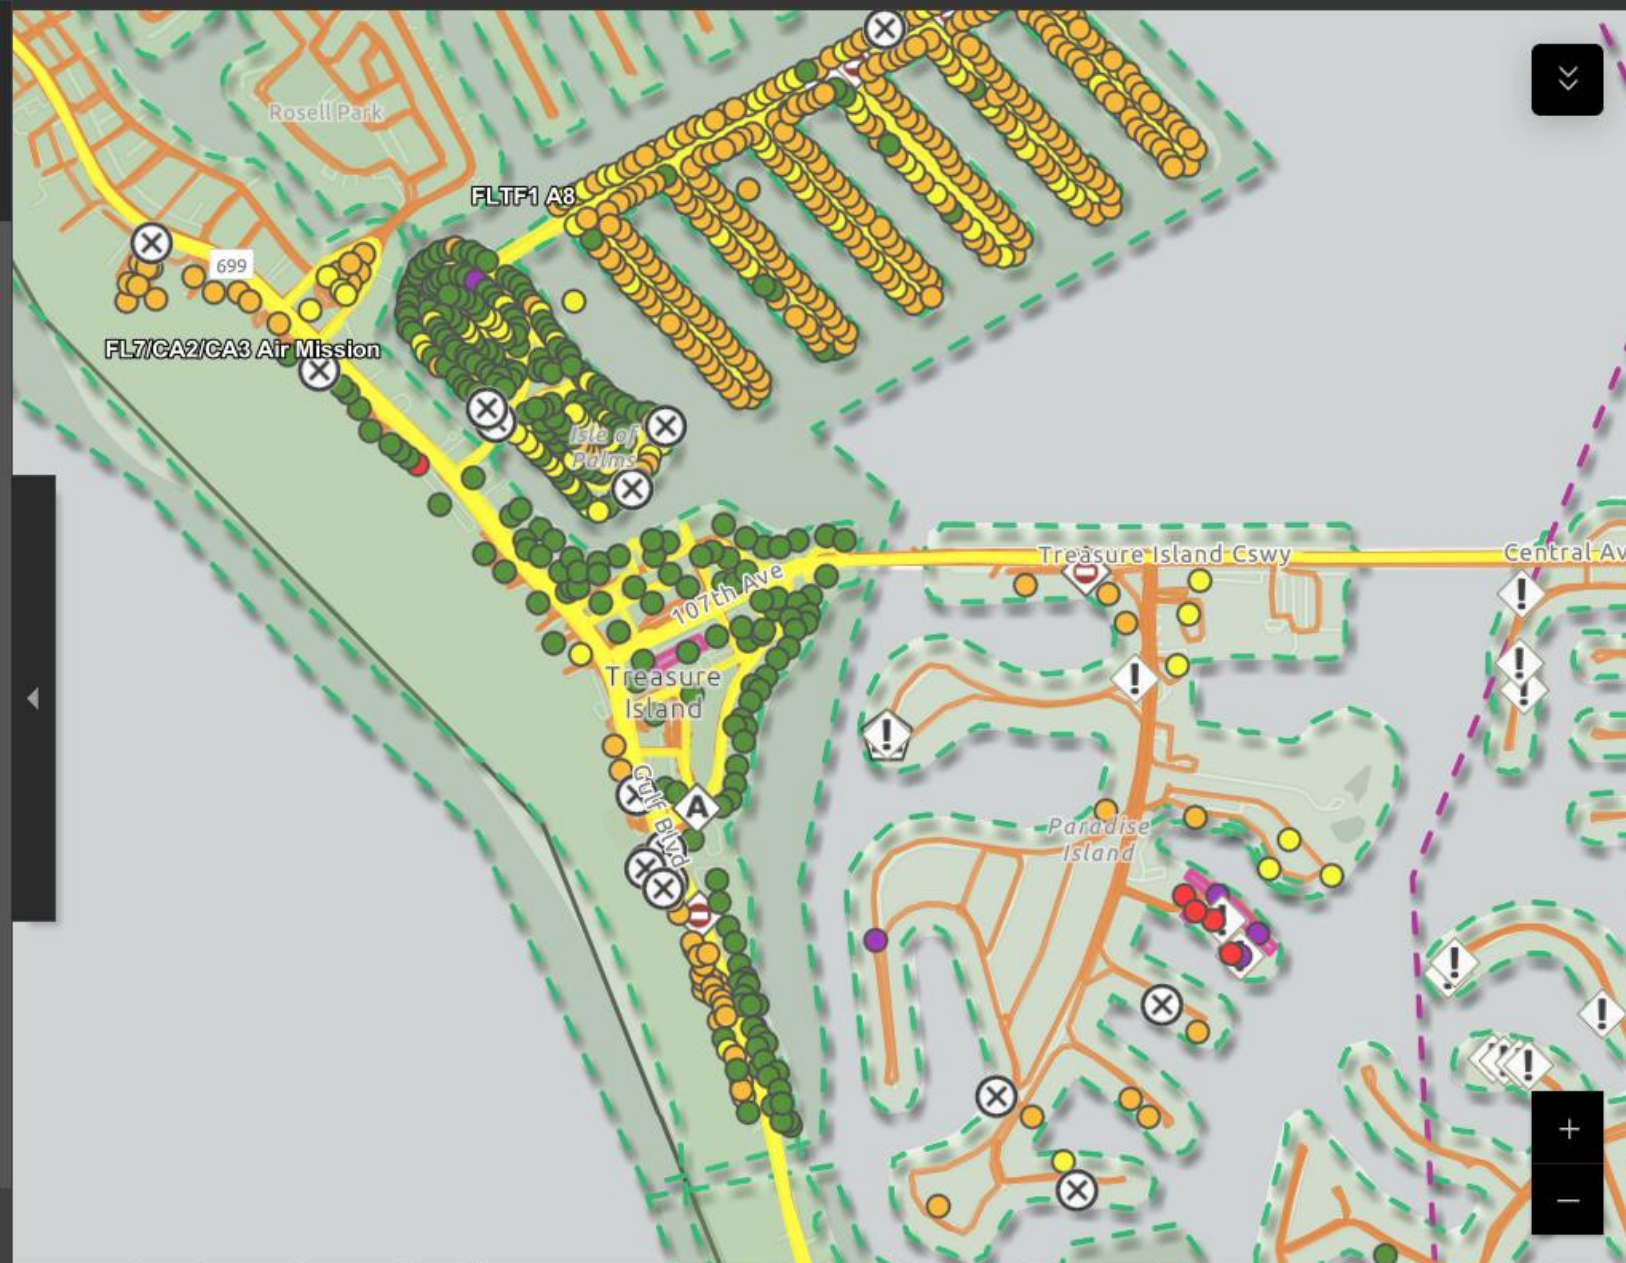 Rosell Park
FLTF1 A8
699
FL7/CA2/CA3 Air Mission
Isle of
Palms
Treasure Island Cswy
Central Av
107th Ave
Treasure
Island
Gulf Blvd
A
Paradise
Island